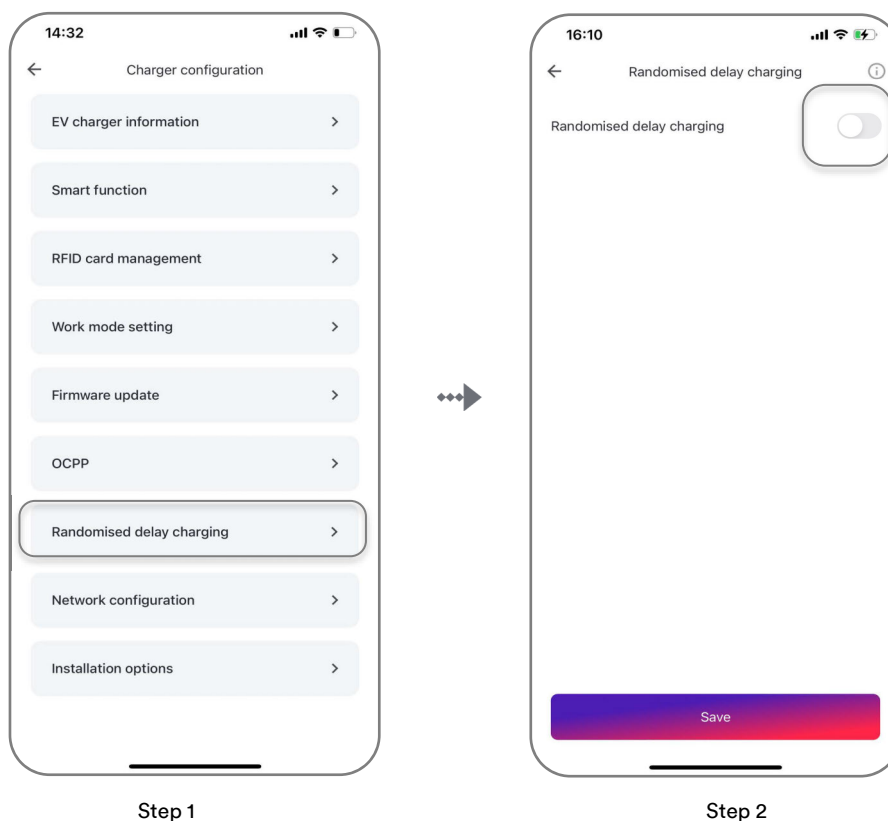 14:32
Charger configuration
EV charger information
Smart function
RFID card management
Work mode setting
Firmware update
OCPP
Randomised delay charging
Network configuration
Installation options
Step 1
16:10
Randomised delay charging
Randomised delay charging
Save
Step 2